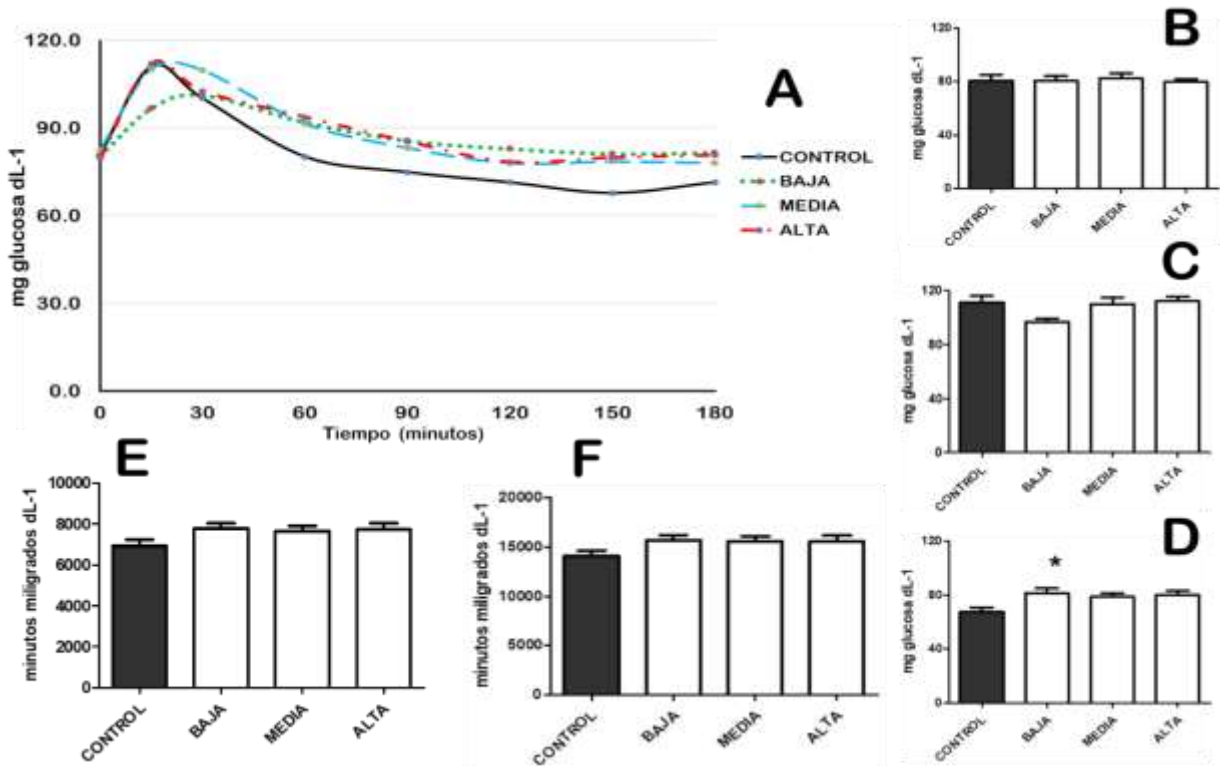 A
120.0
90.0
60.0
30.0
0.0
mg glucosa dL-1
0 30 60 90 120 150 180
Tiempo (minutos)
CONTROL
BAJA
MEDIA
ALTA
B
120
80
40
0
mg glucosa dL-1
CONTROL BAJA MEDIA ALTA
C
120
80
40
0
mg glucosa dL-1
CONTROL BAJA MEDIA ALTA
D
120
80
40
0
mg glucosa dL-1
*
CONTROL BAJA MEDIA ALTA
E
10000
8000
6000
4000
2000
0
minutos miligrados dL-1
CONTROL BAJA MEDIA ALTA
F
20000
15000
10000
5000
0
minutos miligrados dL-1
CONTROL BAJA MEDIA ALTA